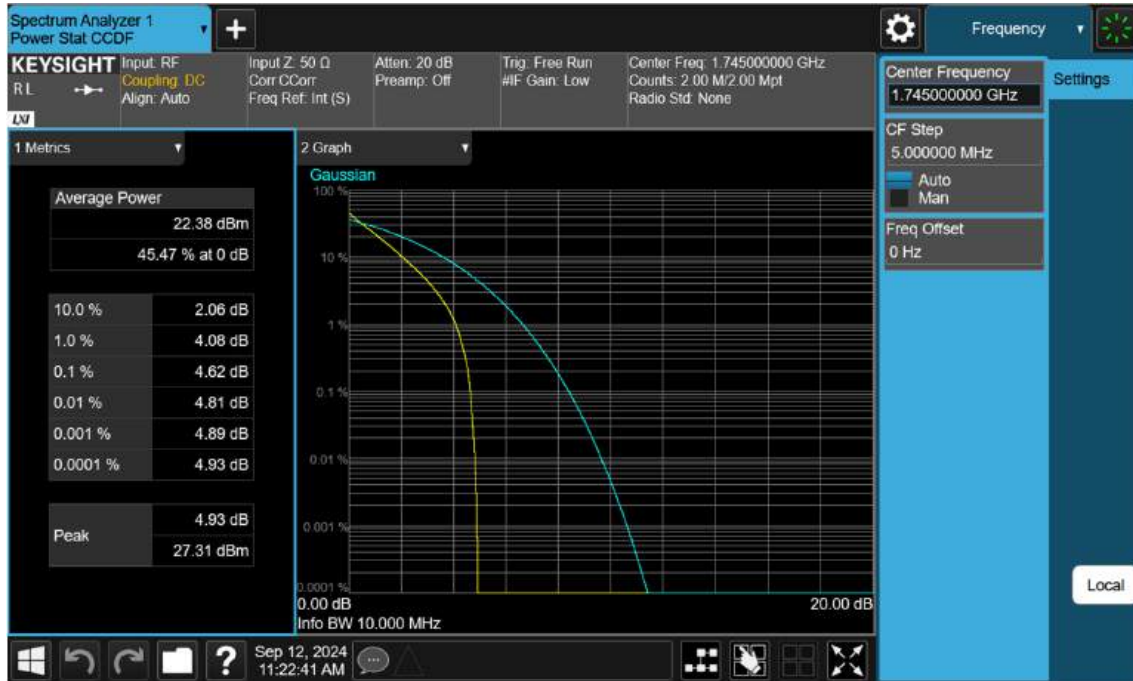 Spectrum Analyzer 1
Power Stat CCDF
+
Frequency
KEYSIGHT
RL
LXI
Input: RF
Coupling: DC
Align: Auto
Input Z: 50 Ω
Corr CCorr
Freq Ref: Int (S)
Atten: 20 dB
Preamp: Off
Trig: Free Run
#IF Gain: Low
Center Freq: 1.745000000 GHz
Counts: 2.00 M/2.00 Mpt
Radio Std: None
Center Frequency
1.745000000 GHz
Settings
CF Step
5.000000 MHz
Auto
Man
Freq Offset
0 Hz
1 Metrics
Average Power
22.38 dBm
45.47 % at 0 dB
10.0 % 2.06 dB
1.0 % 4.08 dB
0.1 % 4.62 dB
0.01 % 4.81 dB
0.001 % 4.89 dB
0.0001 % 4.93 dB
Peak 4.93 dB
27.31 dBm
2 Graph
Gaussian
100 %
10 %
1 %
0.1 %
0.01 %
0.001 %
0.0001 %
0.00 dB 20.00 dB
Info BW 10.000 MHz
Local
?
Sep 12, 2024
11:22:41 AM